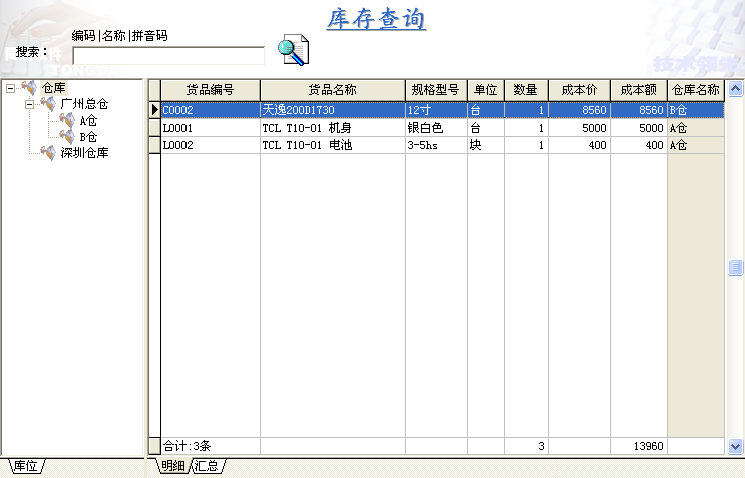 库存查询
编码|名称|拼音码
搜索：
仓库
广州总仓
A仓
B仓
深圳仓库
货品编号 货品名称 规格型号 单位 数量 成本价 成本额 仓库名称
C0002 天逸200D1730 12寸 台 1 8560 8560 B仓
L0001 TCL T10-01 机身 银白色 台 1 5000 5000 A仓
L0002 TCL T10-01 电池 3-5hs 块 1 400 400 A仓
合计:3条 3 13960
库位 明细 汇总